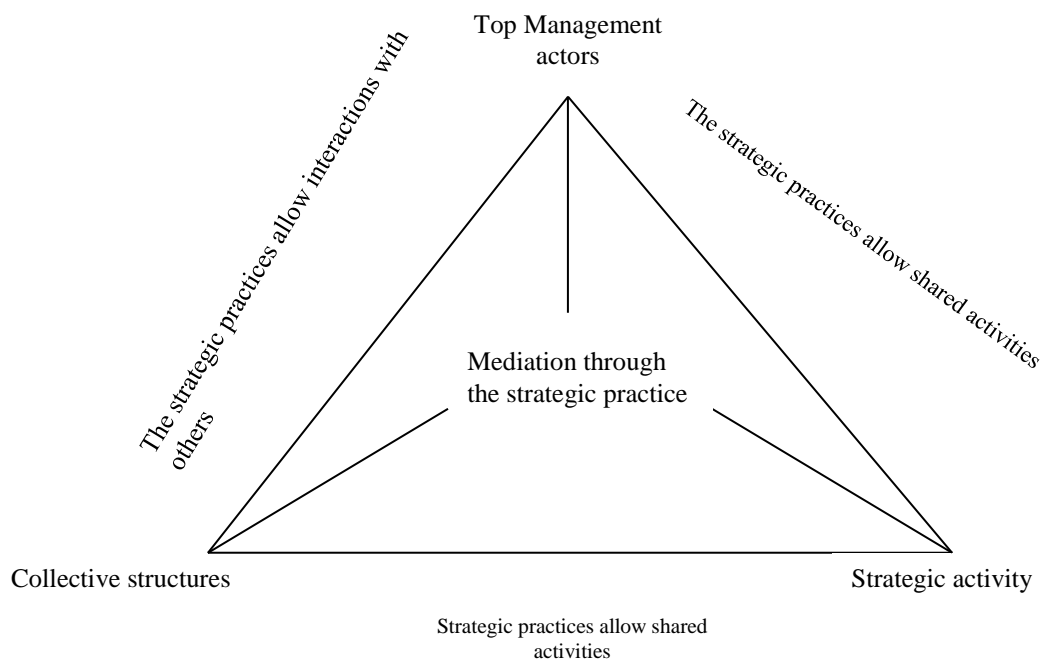 Top Management
actors
The strategic practices allow interactions with
others
The strategic practices allow shared activities
Mediation through
the strategic practice
Collective structures
Strategic activity
Strategic practices allow shared
activities